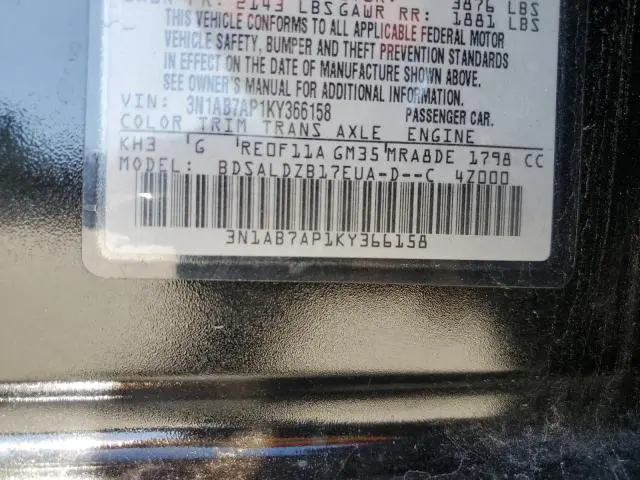 2143 LBS GAWR RR: 3876 LBS
1881 LBS
THIS VEHICLE CONFORMS TO ALL APPLICABLE FEDERAL MOTOR
VEHICLE SAFETY, BUMPER AND THEFT PREVENTION STANDARDS
IN EFFECT ON THE DATE OF MANUFACTURE SHOWN ABOVE.
SEE OWNER'S MANUAL FOR ADDITIONAL INFORMATION.
VIN: 3N1AB7AP1KY366158 PASSENGER CAR.
COLOR TRIM TRANS AXLE ENGINE
KH3 G RE0F11A GM35 MRA8DE 1798 CC
MODEL: BDSALDZB17EUA-D--C 4Z000
3N1AB7AP1KY366158